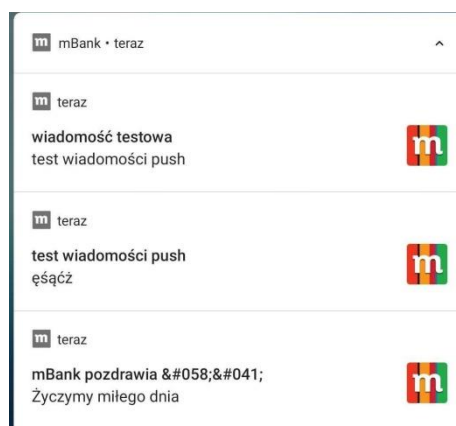 m mBank • teraz
m teraz
wiadomość testowa
test wiadomości push
m
m teraz
test wiadomości push
ęśąćż
m
m teraz
mBank pozdrawia &#058;&#041;
Życzymy miłego dnia
m